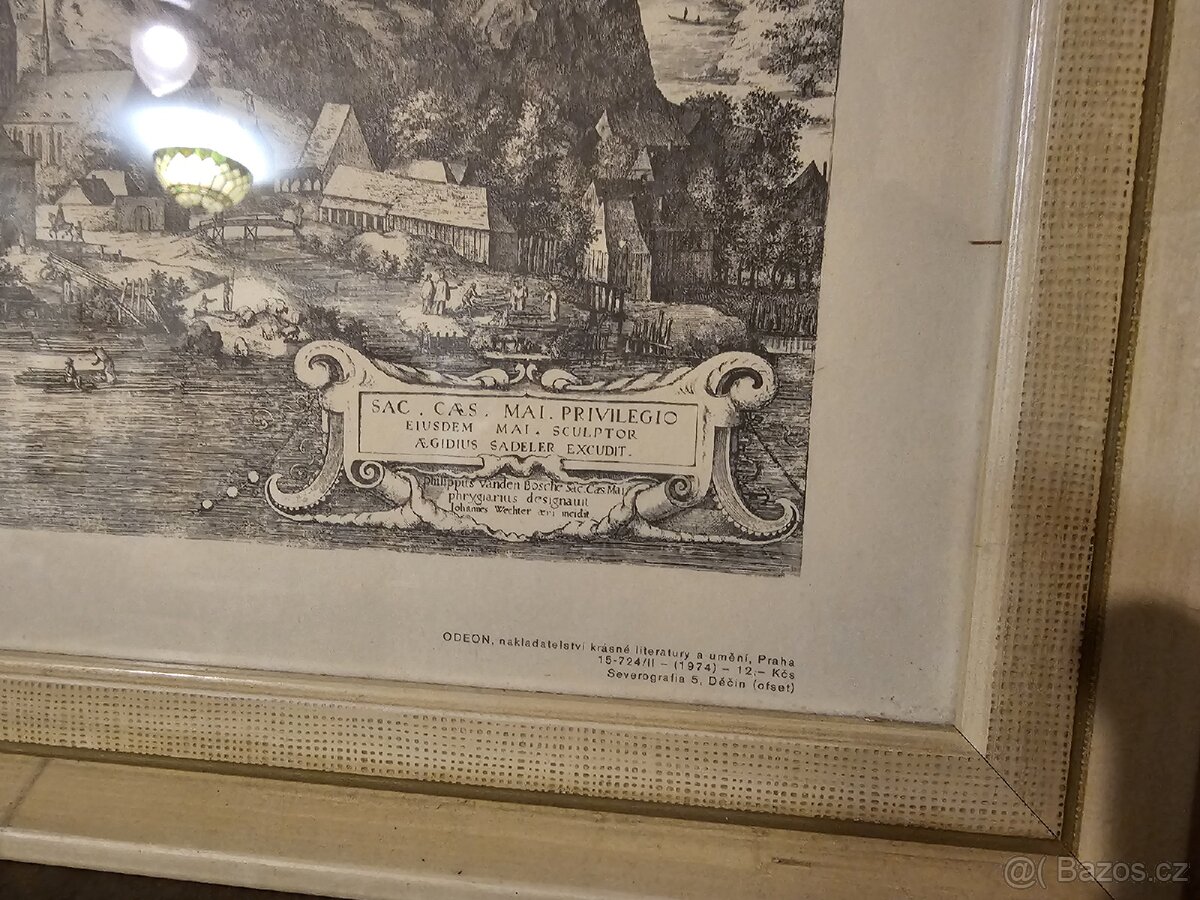 SAC. CÆS. MAI. PRIVILEGIO
EIUSDEM MAI. SCULPTOR
ÆGIDIUS SADELER EXCUDIT.
philippus vanden Bosche Sac. Cæs. Mai
phrygiarius designauit
Johannes Wechter æri incidit
ODEON, nakladatelství krásné literatury a umění, Praha
15-724/II – (1974) – 12,– Kčs
Severografia 5, Děčín (ofset)
@( Bazos.cz